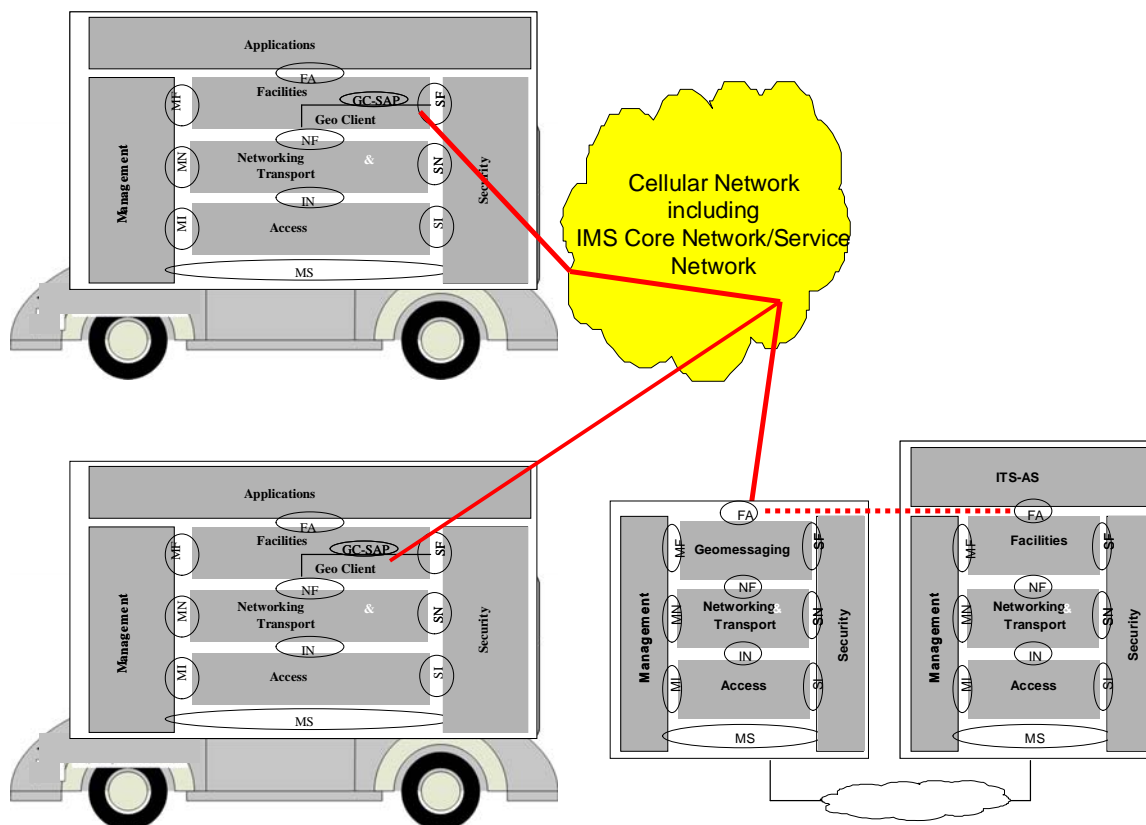 Applications
FA
Facilities
MF
GC-SAP
SF
Geo Client
NF
MN
Networking &
Transport
SN
Management
Security
IN
MI
Access
SI
MS
Cellular Network
including
IMS Core Network/Service
Network
Applications
FA
Facilities
MF
GC-SAP
SF
Geo Client
NF
MN
Networking &
Transport
SN
Management
Security
IN
MI
Access
SI
MS
FA
MF
Geomessaging
SF
NF
MN
Networking&
Transport
SN
Management
Security
IN
MI
Access
SI
MS
ITS-AS
FA
MF
Facilities
SF
NF
MN
Networking&
Transport
SN
Management
Security
IN
MI
Access
SI
MS